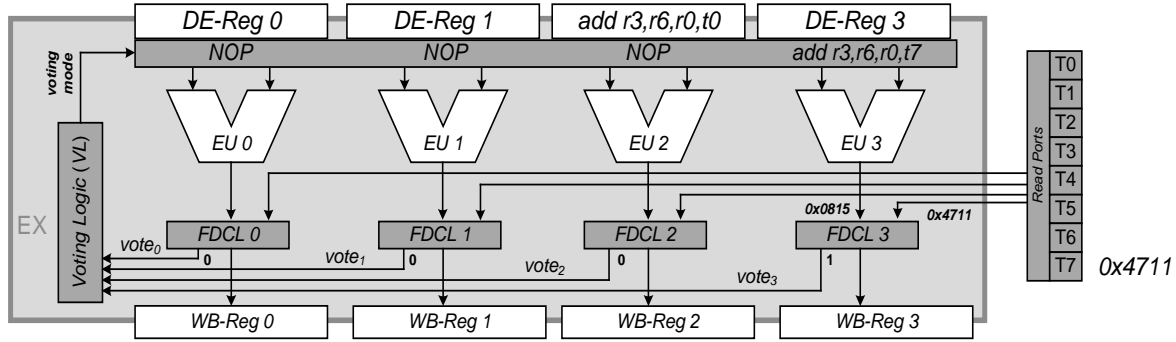 DE-Reg 0 DE-Reg 1 add r3,r6,r0,t0 DE-Reg 3
NOP NOP NOP add r3,r6,r0,t7
voting mode
EU 0 EU 1 EU 2 EU 3
Voting Logic (VL)
EX
Read Ports
T0
T1
T2
T3
T4
T5
T6
T7 0x4711
0x0815 0x4711
FDCL 0 FDCL 1 FDCL 2 FDCL 3
vote0 0 vote1 0 vote2 0 vote3 1
WB-Reg 0 WB-Reg 1 WB-Reg 2 WB-Reg 3